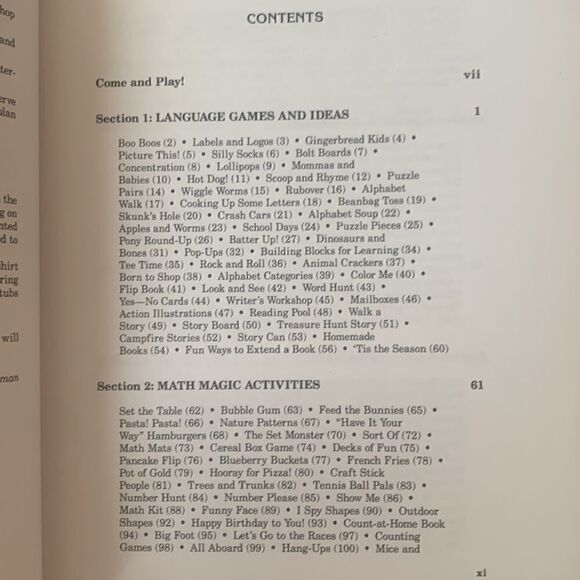 hop
and
ter-
erve
plan
the
g on
nted
d to
hirt
ring
tubs
will
man
CONTENTS
Come and Play! vii
Section 1: LANGUAGE GAMES AND IDEAS 1
Boo Boos (2) • Labels and Logos (3) • Gingerbread Kids (4) •
Picture This! (5) • Silly Socks (6) • Bolt Boards (7) •
Concentration (8) • Lollipops (9) • Mommas and
Babies (10) • Hot Dog! (11) • Scoop and Rhyme (12) • Puzzle
Pairs (14) • Wiggle Worms (15) • Rubover (16) • Alphabet
Walk (17) • Cooking Up Some Letters (18) • Beanbag Toss (19) •
Skunk's Hole (20) • Crash Cars (21) • Alphabet Soup (22) •
Apples and Worms (23) • School Days (24) • Puzzle Pieces (25) •
Pony Round-Up (26) • Batter Up! (27) • Dinosaurs and
Bones (31) • Pop-Ups (32) • Building Blocks for Learning (34) •
Tee Time (35) • Rock and Roll (36) • Animal Crackers (37) •
Born to Shop (38) • Alphabet Categories (39) • Color Me (40) •
Flip Book (41) • Look and See (42) • Word Hunt (43) •
Yes—No Cards (44) • Writer's Workshop (45) • Mailboxes (46) •
Action Illustrations (47) • Reading Pool (48) • Walk a
Story (49) • Story Board (50) • Treasure Hunt Story (51) •
Campfire Stories (52) • Story Can (53) • Homemade
Books (54) • Fun Ways to Extend a Book (56) • 'Tis the Season (60)
Section 2: MATH MAGIC ACTIVITIES 61
Set the Table (62) • Bubble Gum (63) • Feed the Bunnies (65) •
Pasta! Pasta! (66) • Nature Patterns (67) • "Have It Your
Way" Hamburgers (68) • The Set Monster (70) • Sort Of (72) •
Math Mats (73) • Cereal Box Game (74) • Decks of Fun (75) •
Pancake Flip (76) • Blueberry Buckets (77) • French Fries (78) •
Pot of Gold (79) • Hooray for Pizza! (80) • Craft Stick
People (81) • Trees and Trunks (82) • Tennis Ball Pals (83) •
Number Hunt (84) • Number Please (85) • Show Me (86) •
Math Kit (88) • Funny Face (89) • I Spy Shapes (90) • Outdoor
Shapes (92) • Happy Birthday to You! (93) • Count-at-Home Book
(94) • Big Foot (95) • Let's Go to the Races (97) • Counting
Games (98) • All Aboard (99) • Hang-Ups (100) • Mice and
xi